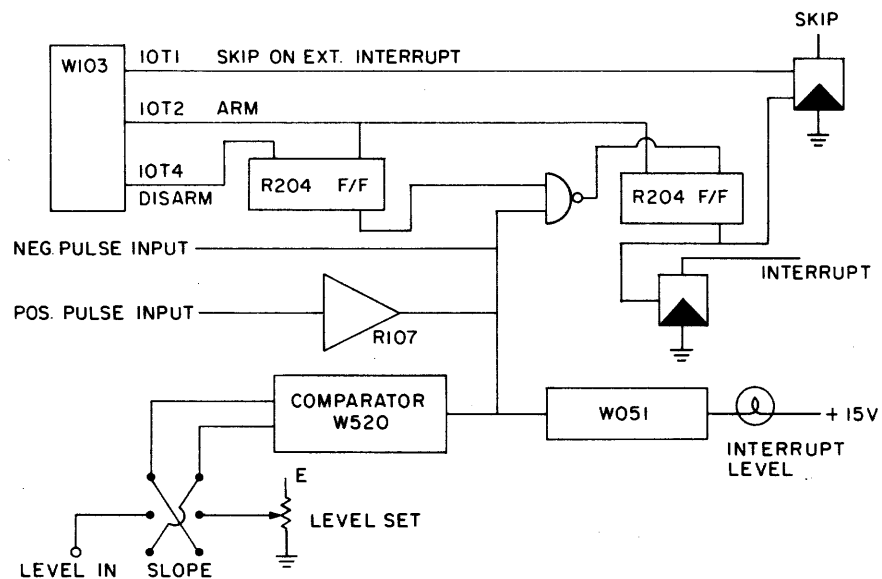 SKIP
W103
IOT1 SKIP ON EXT. INTERRUPT
IOT2 ARM
IOT4
DISARM
R204 F/F
R204 F/F
NEG. PULSE INPUT
INTERRUPT
POS. PULSE INPUT
R107
COMPARATOR
W520
W051
+ 15V
INTERRUPT
LEVEL
E
LEVEL SET
LEVEL IN SLOPE